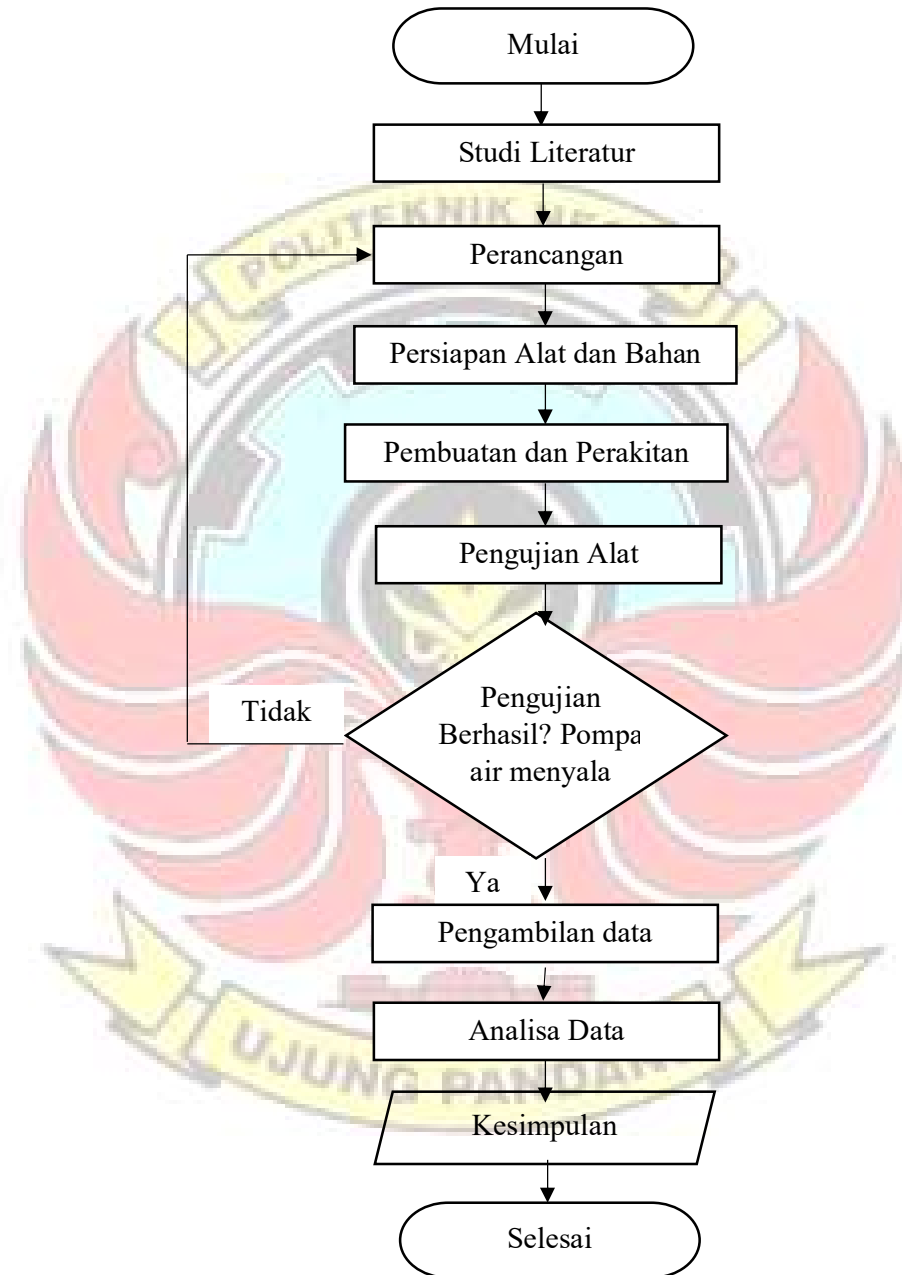 Mulai
Studi Literatur
POLITEKNIK NE
Perancangan
Persiapan Alat dan Bahan
Pembuatan dan Perakitan
Pengujian Alat
Tidak
Pengujian
Berhasil? Pompa
air menyala
Ya
Pengambilan data
Analisa Data
UJUNG PANDANG
Kesimpulan
Selesai